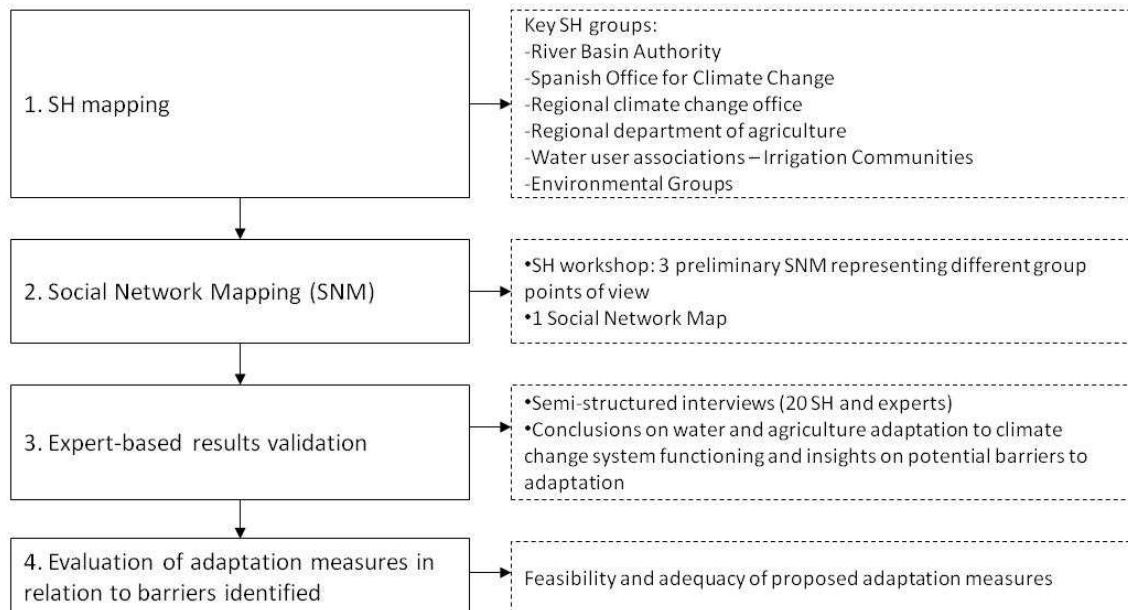 1. SH mapping
Key SH groups:
-River Basin Authority
-Spanish Office for Climate Change
-Regional climate change office
-Regional department of agriculture
-Water user associations – Irrigation Communities
-Environmental Groups
2. Social Network Mapping (SNM)
•SH workshop: 3 preliminary SNM representing different group
points of view
•1 Social Network Map
3. Expert-based results validation
•Semi-structured interviews (20 SH and experts)
•Conclusions on water and agriculture adaptation to climate
change system functioning and insights on potential barriers to
adaptation
4. Evaluation of adaptation measures in
relation to barriers identified
Feasibility and adequacy of proposed adaptation measures